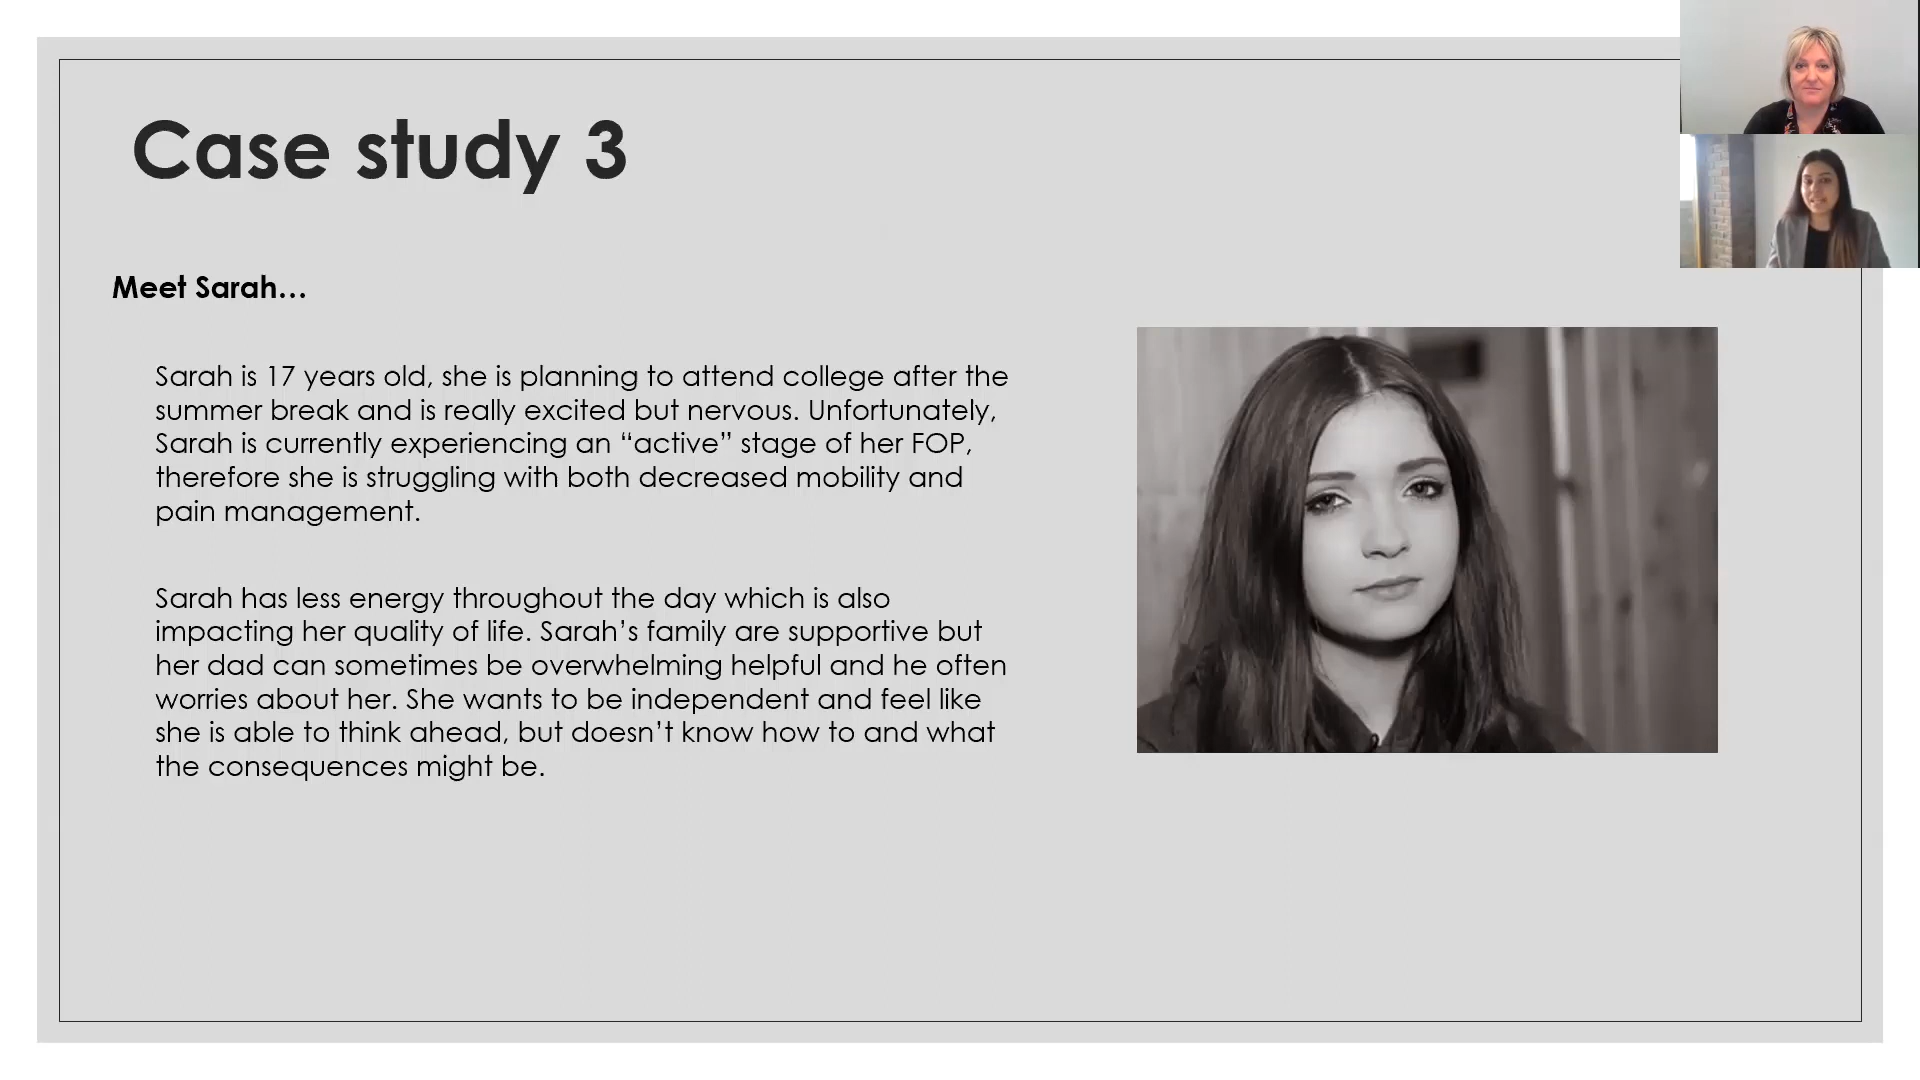 Case study 3
Meet Sarah…
Sarah is 17 years old, she is planning to attend college after the
summer break and is really excited but nervous. Unfortunately,
Sarah is currently experiencing an “active” stage of her FOP,
therefore she is struggling with both decreased mobility and
pain management.
Sarah has less energy throughout the day which is also
impacting her quality of life. Sarah’s family are supportive but
her dad can sometimes be overwhelming helpful and he often
worries about her. She wants to be independent and feel like
she is able to think ahead, but doesn’t know how to and what
the consequences might be.